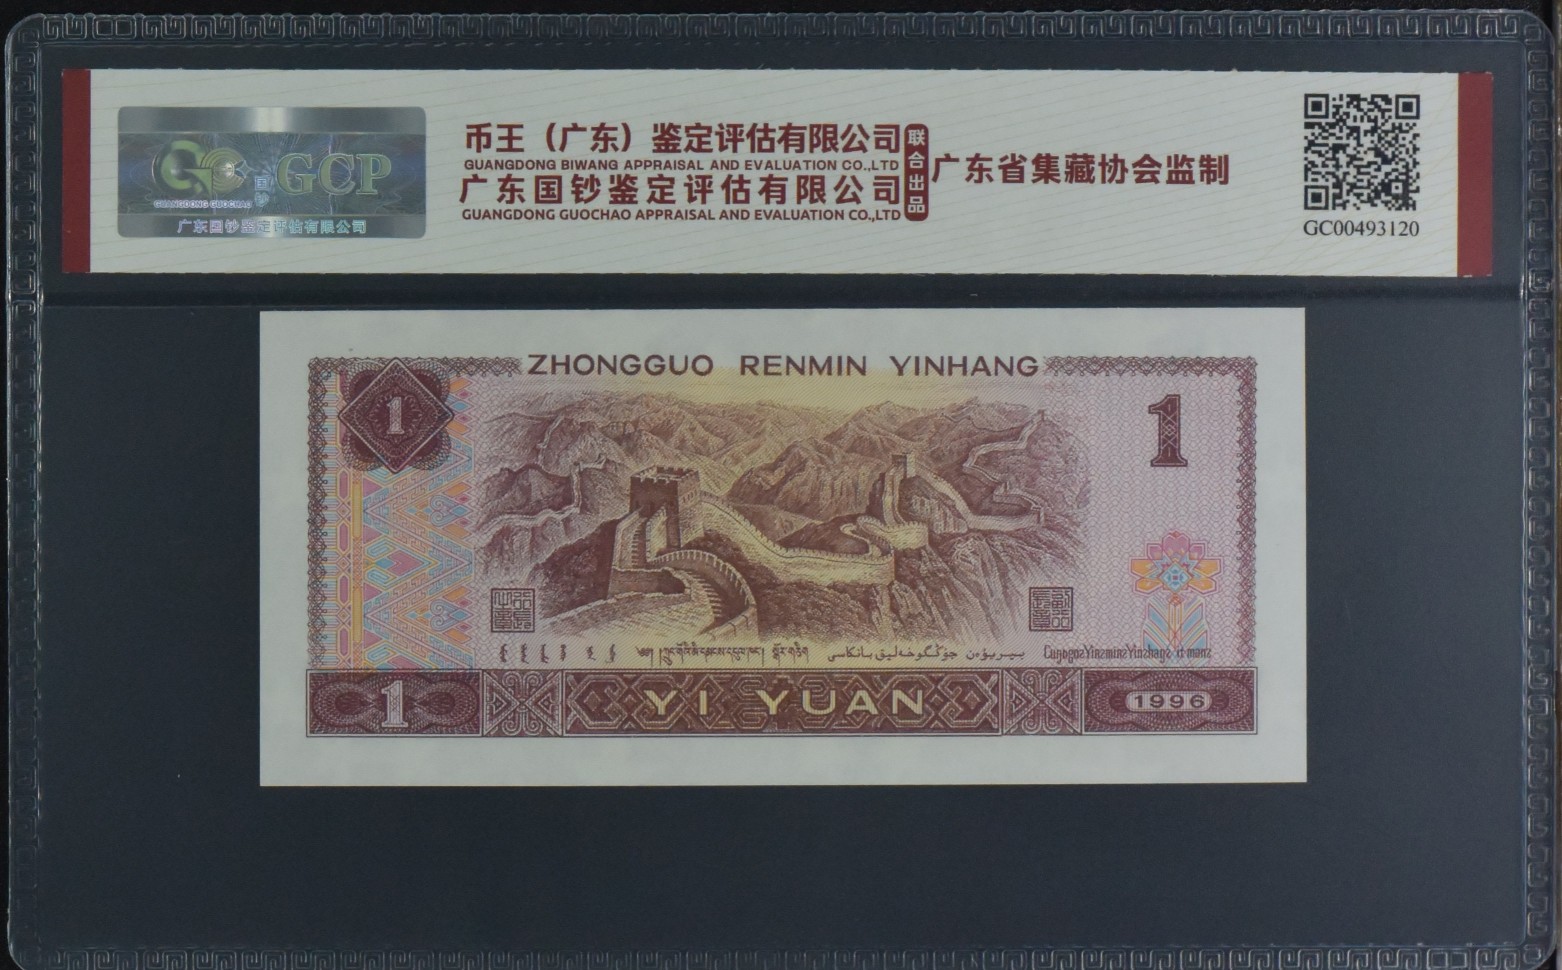 币王（广东）鉴定评估有限公司
GUANGDONG BIWANG APPRAISAL AND EVALUATION CO.,LTD
广东国钞鉴定评估有限公司
GUANGDONG GUOCHAO APPRAISAL AND EVALUATION CO.,LTD
联合出品
广东省集藏协会监制
GC00493120
GCP
国钞
GUANGDONG GUOCHAO
广东国钞鉴定评估有限公司
ZHONGGUO RENMIN YINHANG
1
1
1
YI YUAN
1996